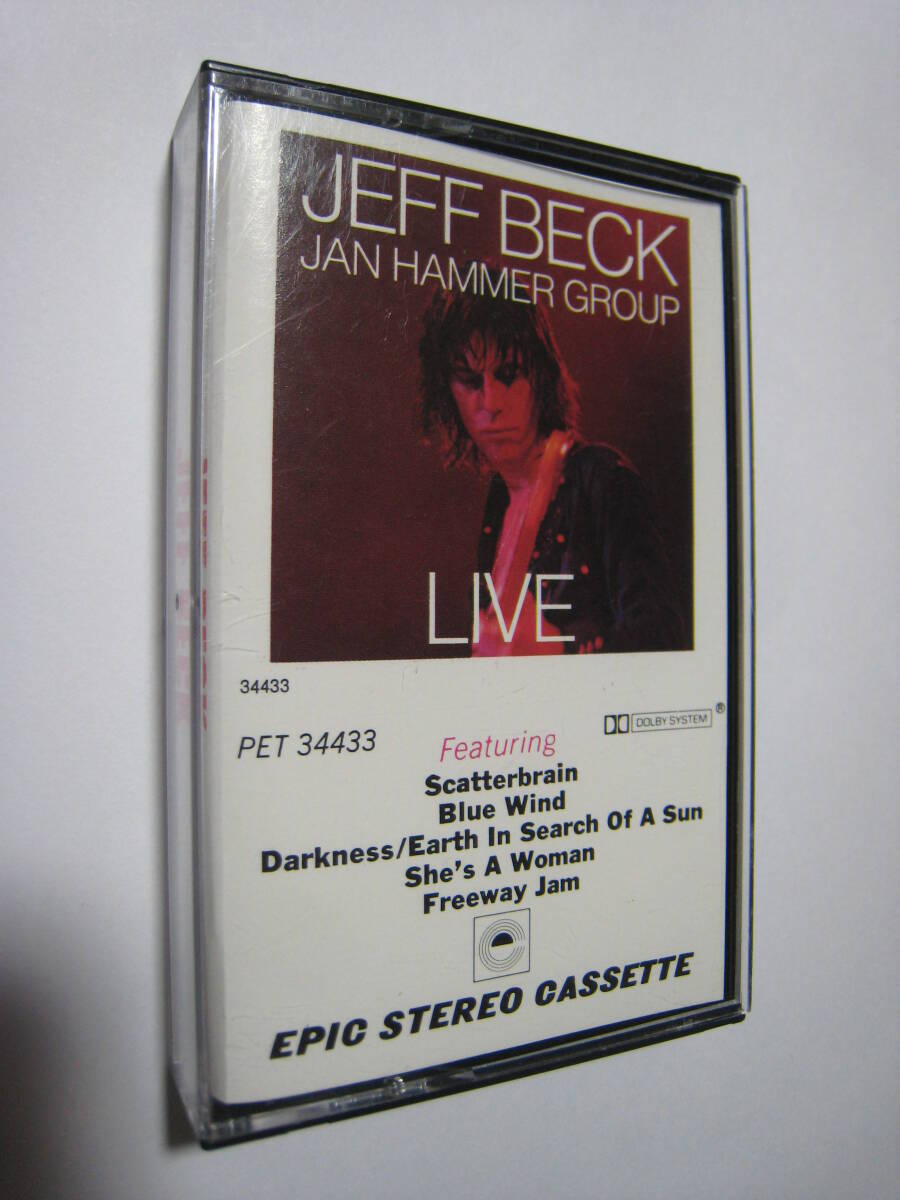 JEFF BECK
JAN HAMMER GROUP
LIVE
34433
PET 34433
DOLBY SYSTEM ®
Featuring
Scatterbrain
Blue Wind
Darkness/Earth In Search Of A Sun
She's A Woman
Freeway Jam
EPIC STEREO CASSETTE